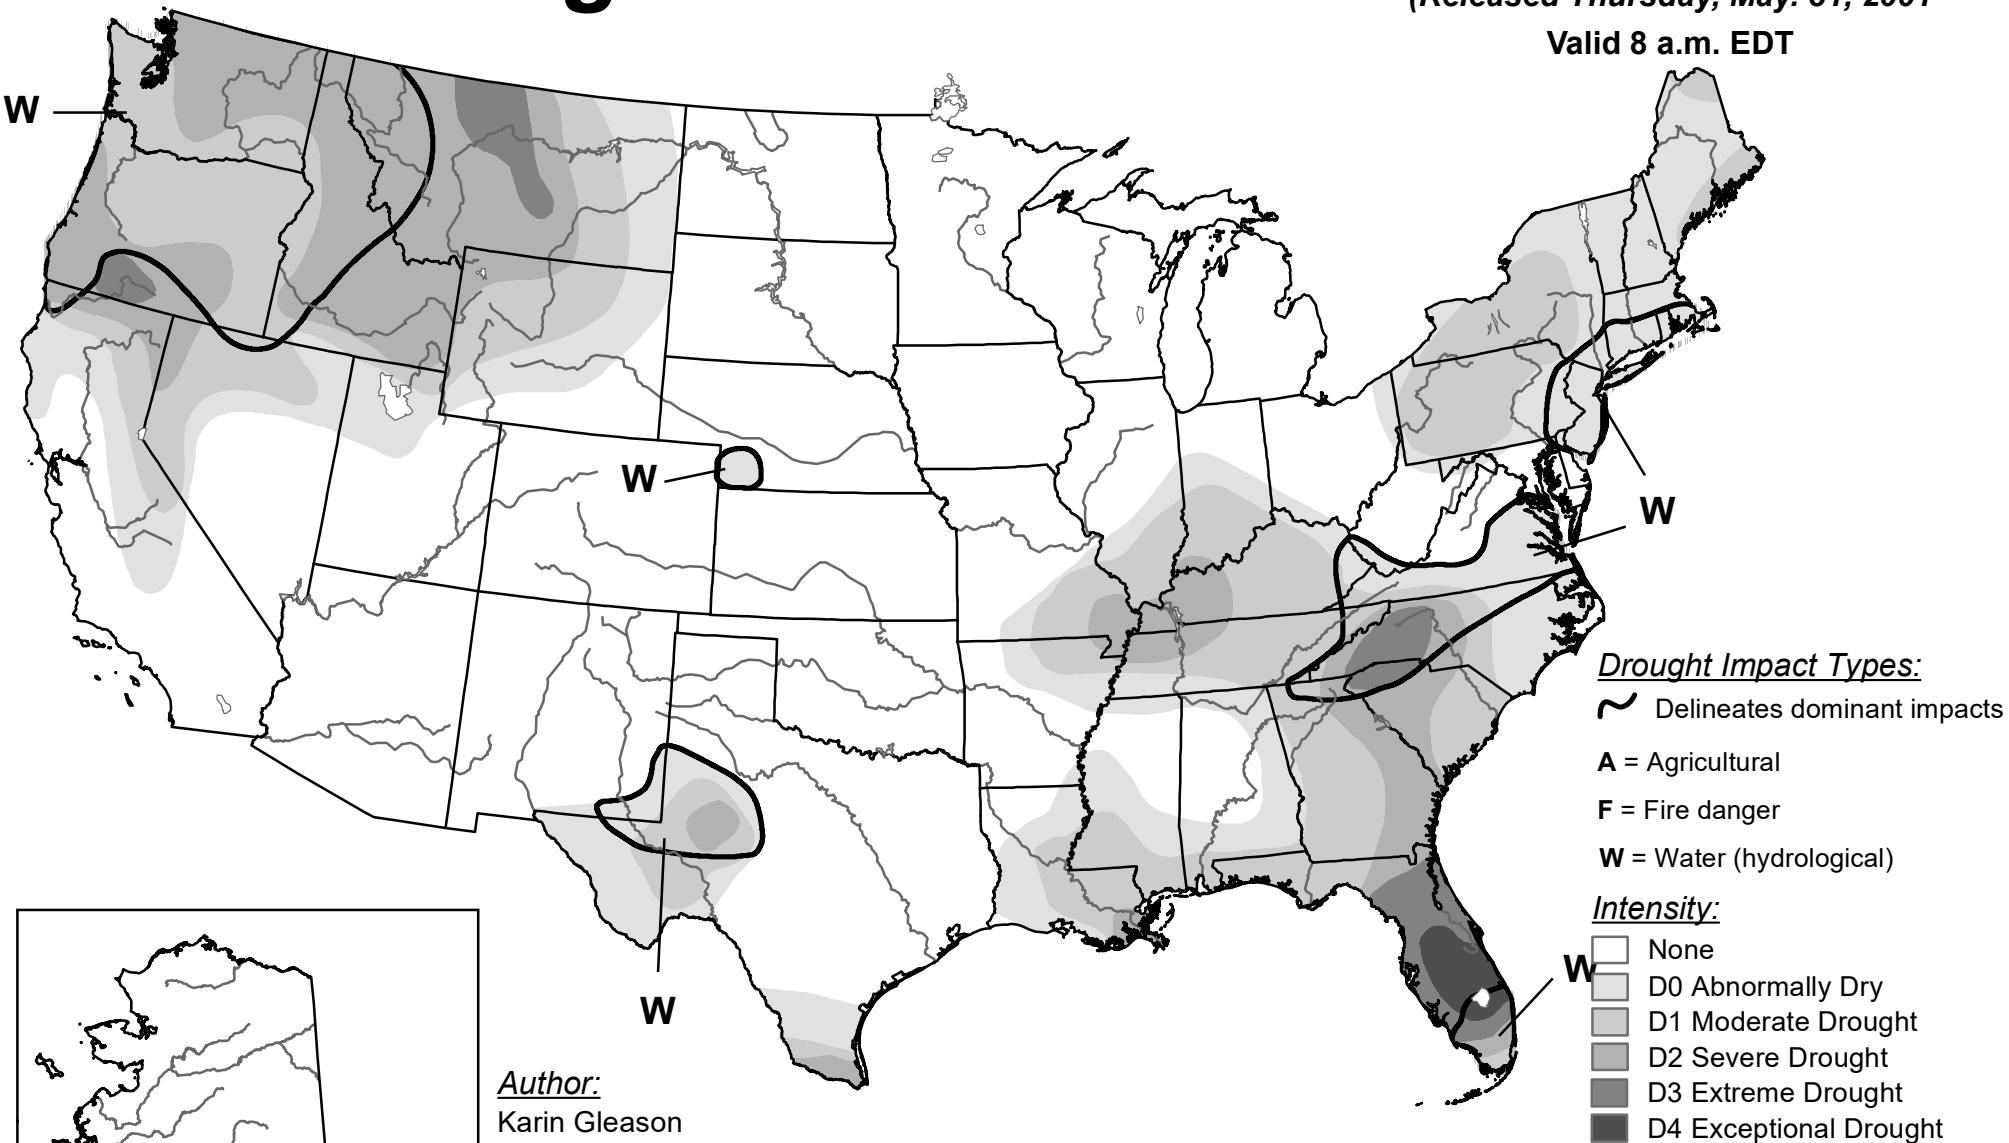 Valid 8 a.m. EDT
W
W
W
W
W
W
Drought Impact Types:
Delineates dominant impacts
A = Agricultural
F = Fire danger
W = Water (hydrological)
Intensity:
None
D0 Abnormally Dry
D1 Moderate Drought
D2 Severe Drought
D3 Extreme Drought
D4 Exceptional Drought
Author:
Karin Gleason